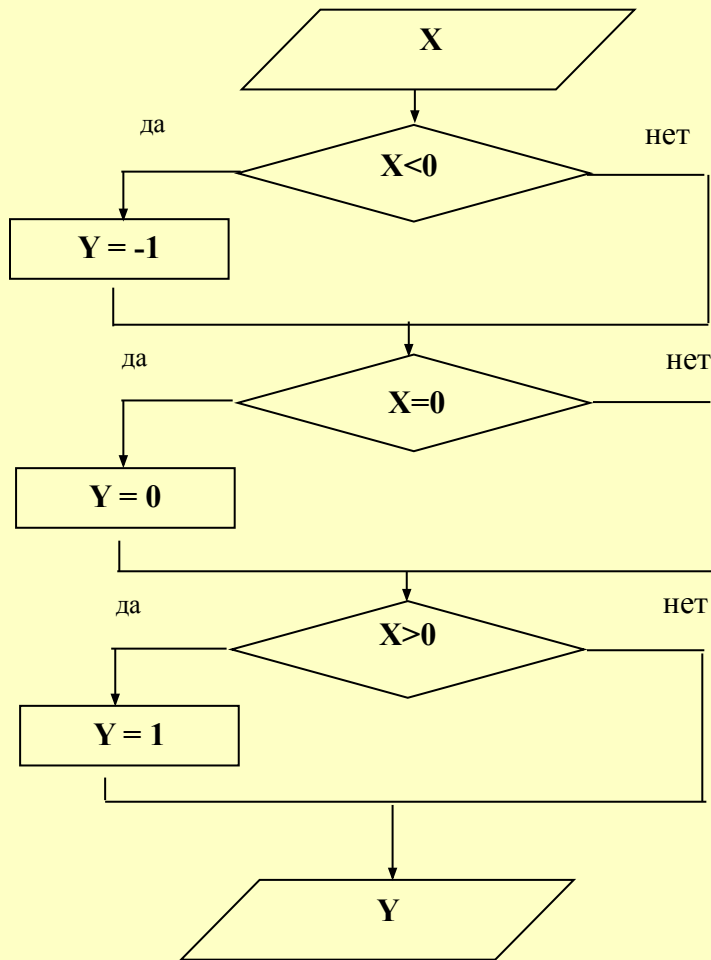 X
да
нет
X<0
Y = -1
да
нет
X=0
Y = 0
да
нет
X>0
Y = 1
Y